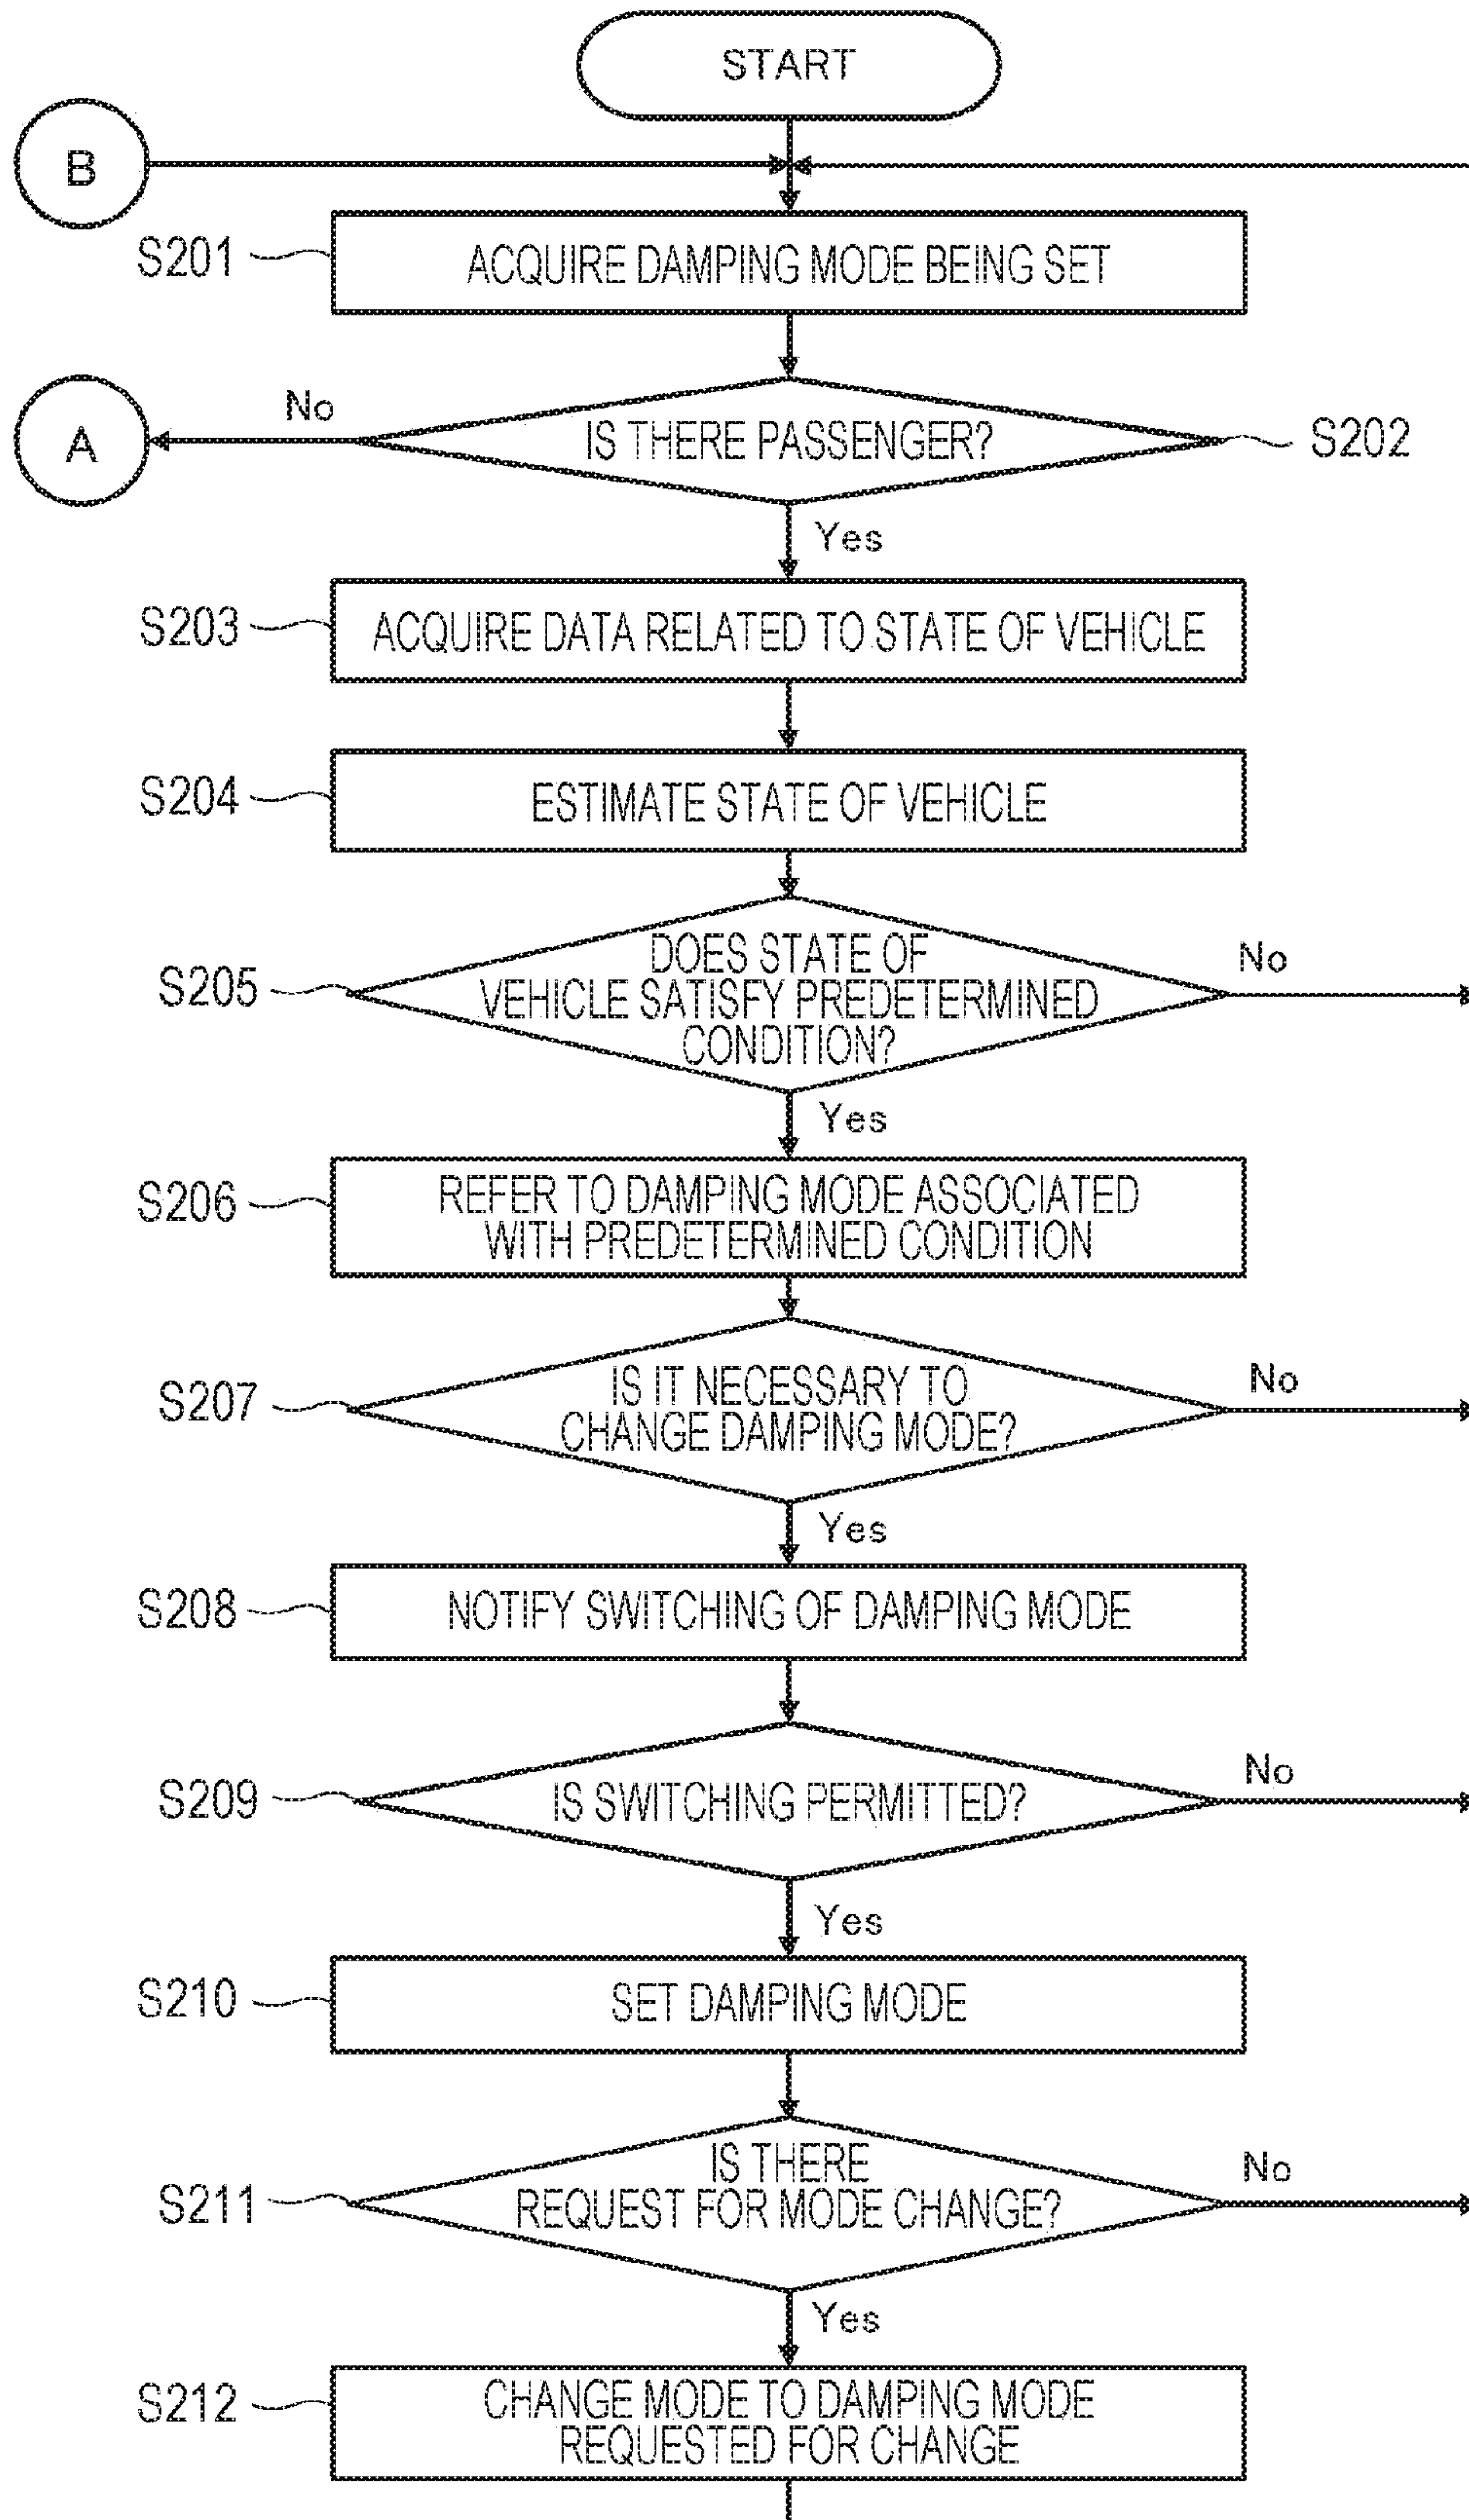 START
B
S201
ACQUIRE DAMPING MODE BEING SET
No
A
IS THERE PASSENGER?
S202
Yes
S203
ACQUIRE DATA RELATED TO STATE OF VEHICLE
S204
ESTIMATE STATE OF VEHICLE
S205
DOES STATE OF
VEHICLE SATISFY PREDETERMINED
CONDITION?
No
Yes
S206
REFER TO DAMPING MODE ASSOCIATED
WITH PREDETERMINED CONDITION
S207
IS IT NECESSARY TO
CHANGE DAMPING MODE?
No
Yes
S208
NOTIFY SWITCHING OF DAMPING MODE
S209
IS SWITCHING PERMITTED?
No
Yes
S210
SET DAMPING MODE
S211
IS THERE
REQUEST FOR MODE CHANGE?
No
Yes
S212
CHANGE MODE TO DAMPING MODE
REQUESTED FOR CHANGE